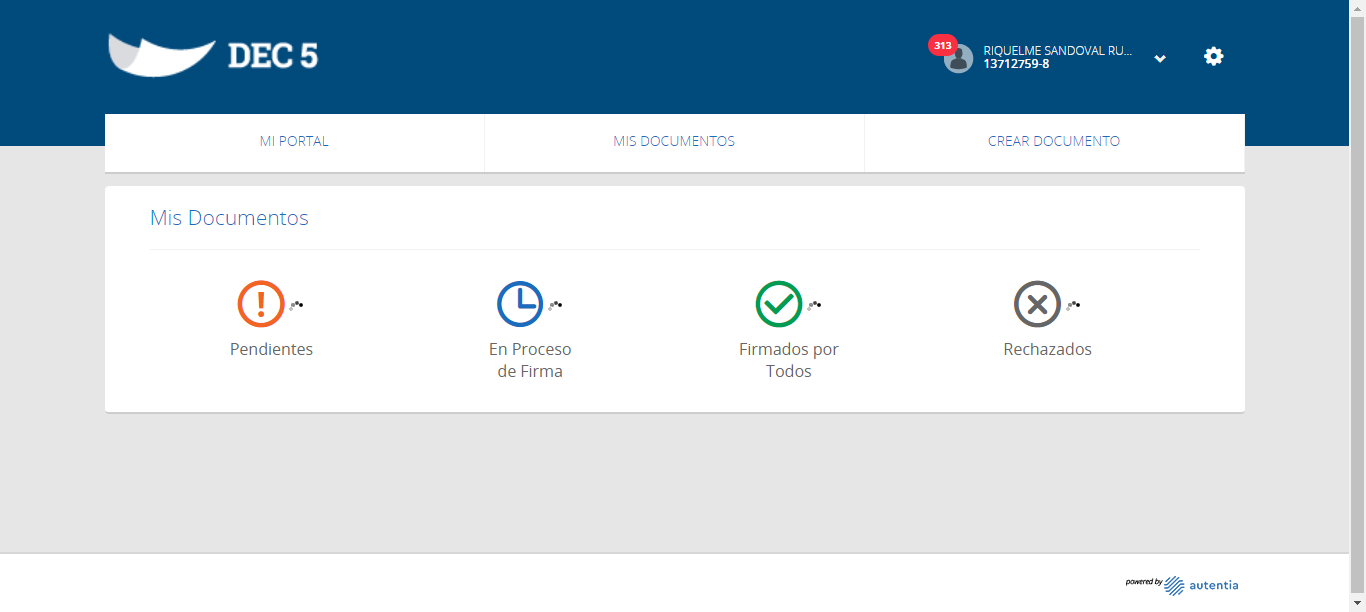 DEC 5
313
RIQUELME SANDOVAL RU...
13712759-8
MI PORTAL
MIS DOCUMENTOS
CREAR DOCUMENTO
Mis Documentos
Pendientes
En Proceso
de Firma
Firmados por
Todos
Rechazados
powered by autentia